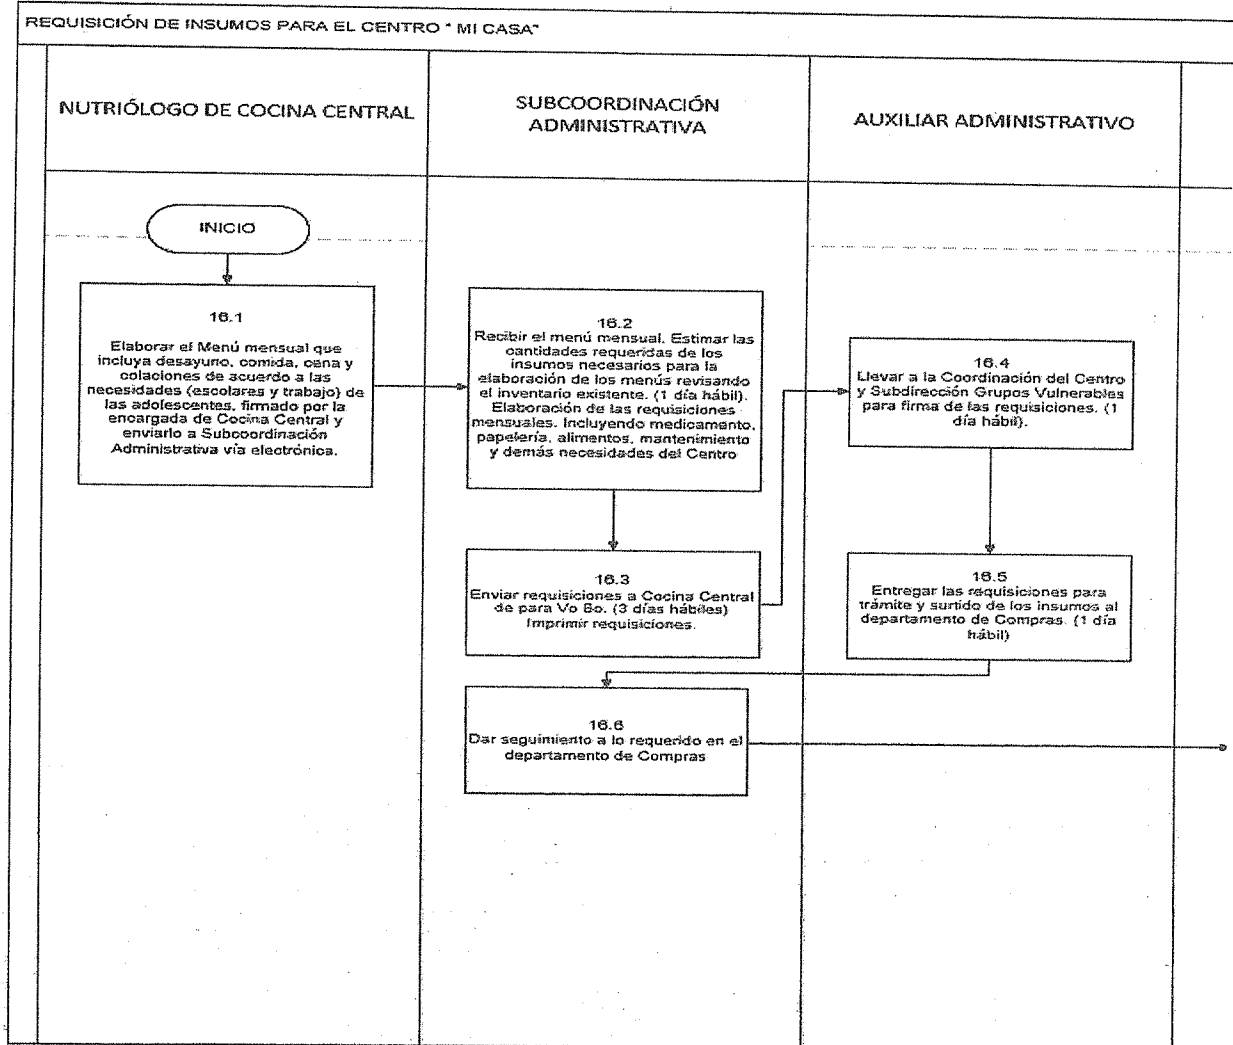 REQUISICIÓN DE INSUMOS PARA EL CENTRO " MI CASA"
NUTRIÓLOGO DE COCINA CENTRAL
SUBCOORDINACIÓN
ADMINISTRATIVA
AUXILIAR ADMINISTRATIVO
INICIO
16.1
Elaborar el Menú mensual que
incluya desayuno, comida, cena y
colaciones de acuerdo a las
necesidades (escolares y trabajo) de
las adolescentes, firmado por la
encargada de Cocina Central y
enviarlo a Subcoordinación
Administrativa vía electrónica.
16.2
Recibir el menú mensual. Estimar las
cantidades requeridas de los
insumos necesarios para la
elaboración de los menús revisando
el inventario existente. (1 día hábil).
Elaboración de las requisiciones
mensuales. Incluyendo medicamento,
papelería, alimentos, mantenimiento
y demás necesidades del Centro
16.3
Enviar requisiciones a Cocina Central
de para Vo Bo. (3 días hábiles)
Imprimir requisiciones.
16.4
Llevar a la Coordinación del Centro
y Subdirección Grupos Vulnerables
para firma de las requisiciones. (1
día hábil).
16.5
Entregar las requisiciones para
trámite y surtido de los insumos al
departamento de Compras. (1 día
hábil)
16.6
Dar seguimiento a lo requerido en el
departamento de Compras